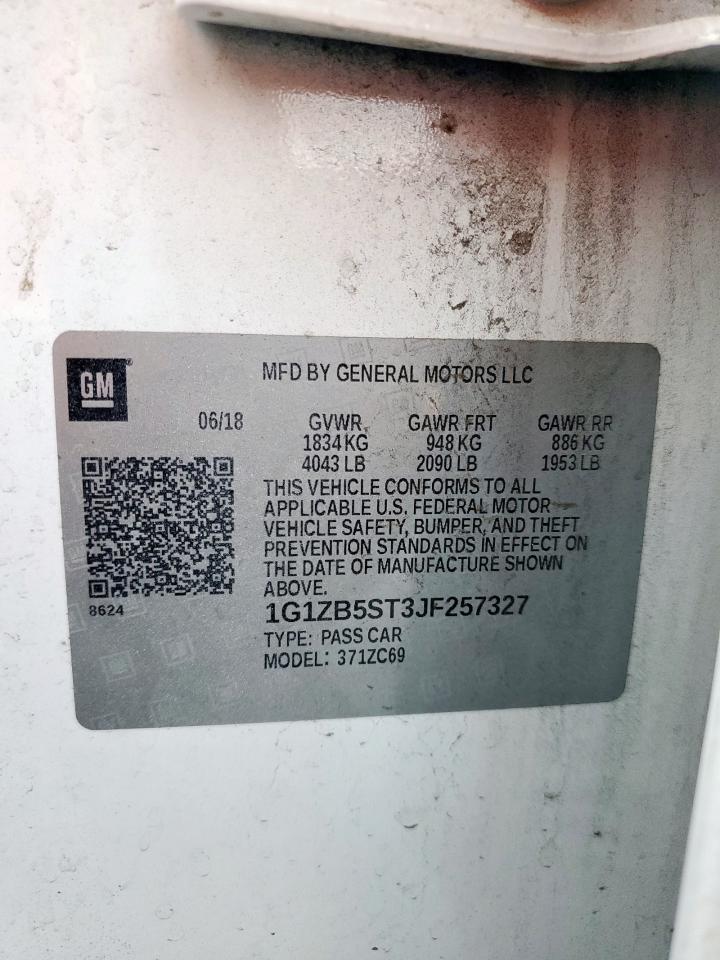 GM
MFD BY GENERAL MOTORS LLC
06/18 GVWR GAWR FRT GAWR RR
1834 KG 948 KG 886 KG
4043 LB 2090 LB 1953 LB
THIS VEHICLE CONFORMS TO ALL
APPLICABLE U.S. FEDERAL MOTOR
VEHICLE SAFETY, BUMPER, AND THEFT
PREVENTION STANDARDS IN EFFECT ON
THE DATE OF MANUFACTURE SHOWN
ABOVE.
8624
1G1ZB5ST3JF257327
TYPE: PASS CAR
MODEL: 371ZC69